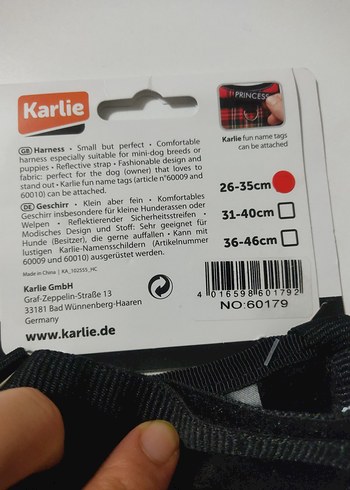 Karlie
PRINCESS
Karlie fun name tags
can be attached
GB Harness • Small but perfect • Comfortable
harness especially suitable for mini-dog breeds or
puppies • Reflective strap • Fashionable design and
fabric: perfect for the dog (owner) that loves to
stand out • Karlie fun name tags (article n°60009 and
60010) can be attached.
DE Geschirr • Klein aber fein • Komfortables
Geschirr insbesondere für kleine Hunderassen oder
Welpen • Reflektierender Sicherheitsstreifen •
Modisches Design und Stoff: Sehr geeignet für
Hunde (Besitzer), die gerne auffallen • Kann mit
lustigen Karlie-Namensschildern (Artikelnummer
60009 und 60010) ausgerüstet werden.
26-35cm
31-40cm
36-46cm
Made in China | KA_102555_HC
Karlie GmbH
Graf-Zeppelin-Straße 13
33181 Bad Wünnenberg-Haaren
Germany
www.karlie.de
4 016598 601792
NO:60179